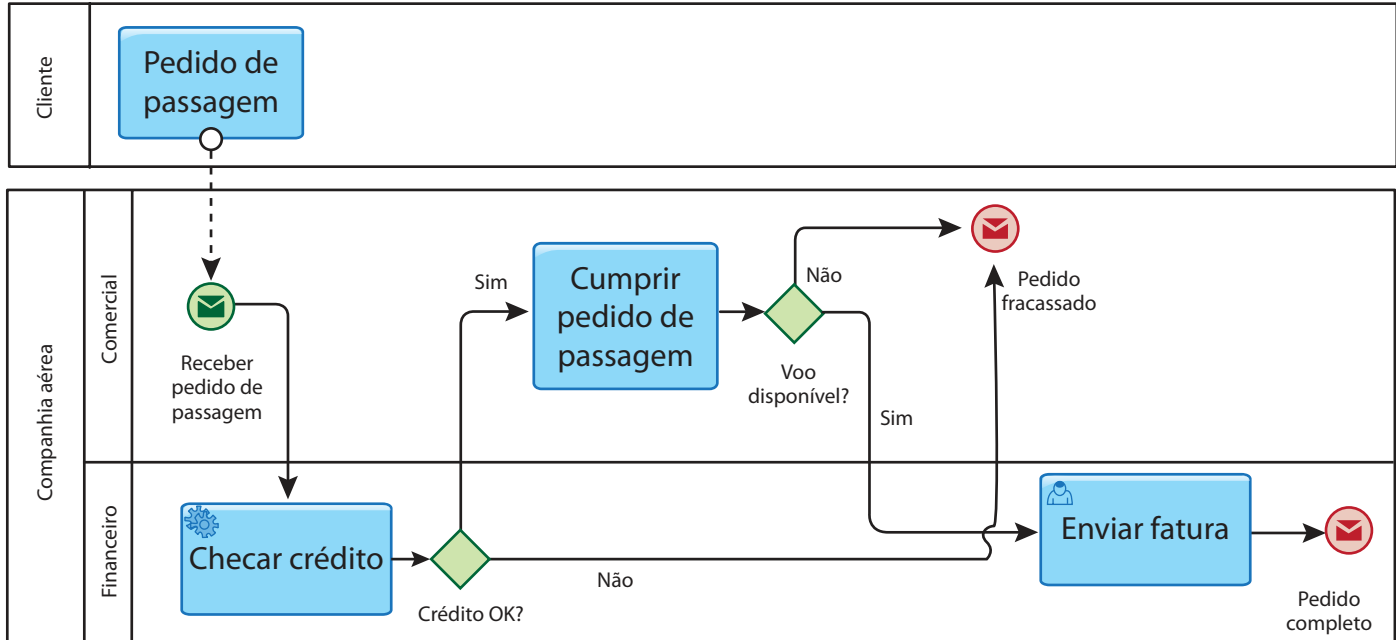 Cliente
Pedido de
passagem
Companhia aérea
Comercial
Receber
pedido de
passagem
Sim
Cumprir
pedido de
passagem
Não
Voo
disponível?
Sim
Pedido
fracassado
Financeiro
Checar crédito
Crédito OK?
Não
Enviar fatura
Pedido
completo